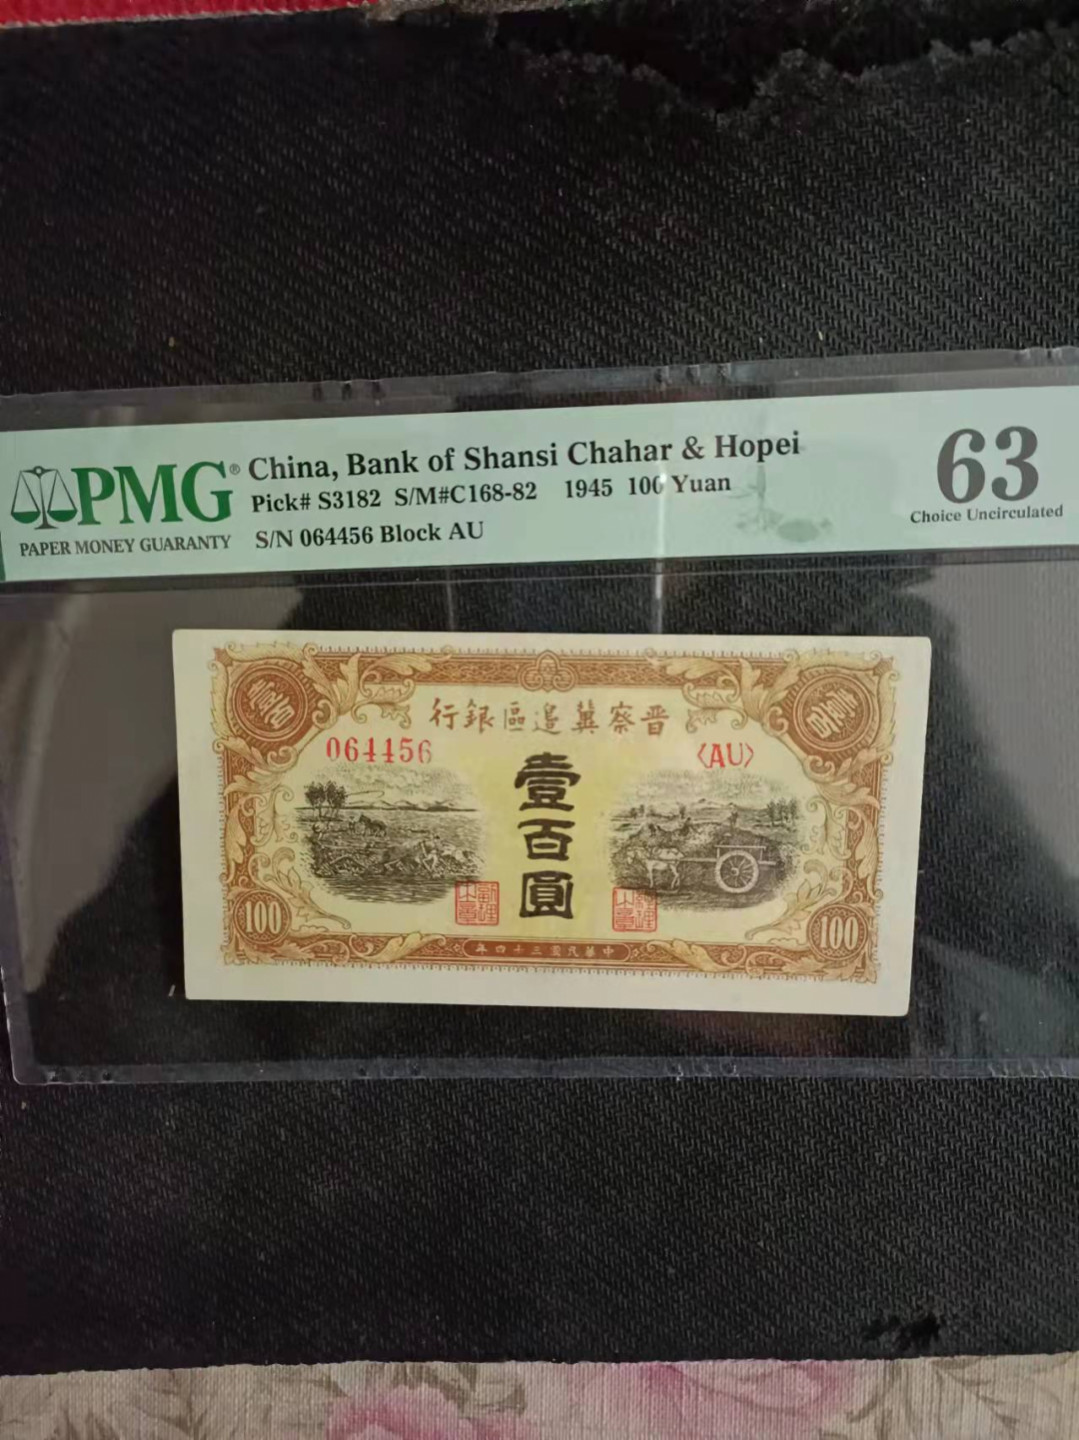 PMG®
PAPER MONEY GUARANTY
China, Bank of Shansi Chahar & Hopei
Pick# S3182 S/M#C168-82 1945 100 Yuan
S/N 064456 Block AU
63
Choice Uncirculated
行銀區邊冀察晋
064456
〈AU〉
壹
百
圓
100
100
年四十三國民華中